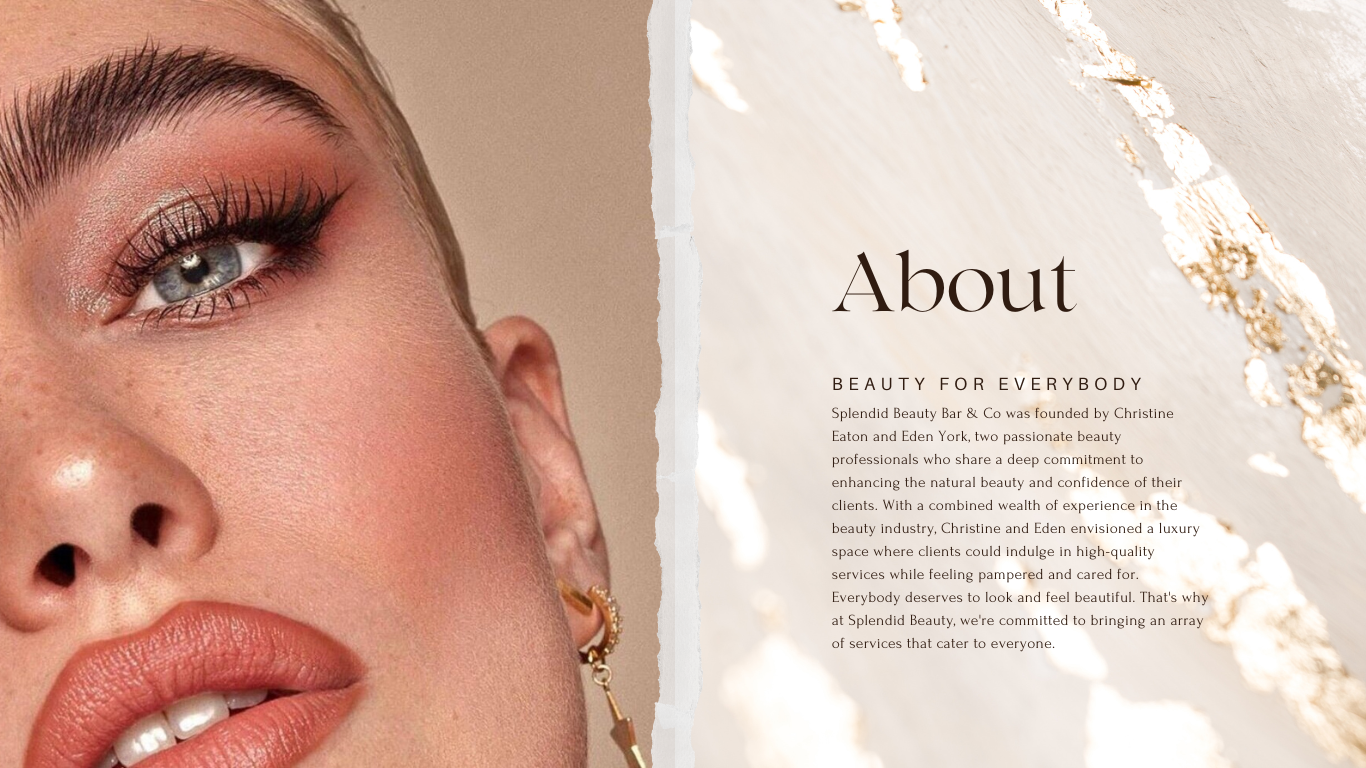 About
BEAUTY FOR EVERYBODY
Splendid Beauty Bar & Co was founded by Christine
Eaton and Eden York, two passionate beauty
professionals who share a deep commitment to
enhancing the natural beauty and confidence of their
clients. With a combined wealth of experience in the
beauty industry, Christine and Eden envisioned a luxury
space where clients could indulge in high-quality
services while feeling pampered and cared for.
Everybody deserves to look and feel beautiful. That's why
at Splendid Beauty, we're committed to bringing an array
of services that cater to everyone.